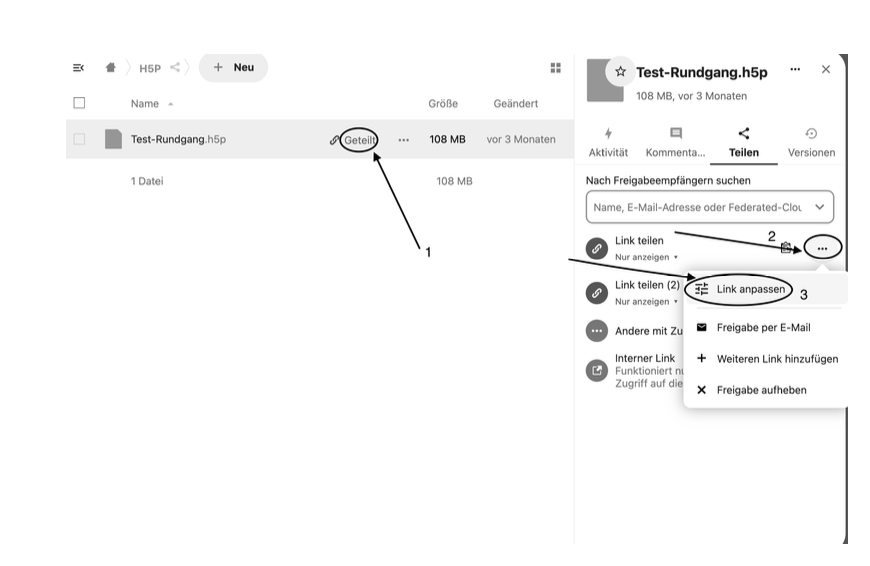 H5P
+ Neu
Name
Größe
Geändert
Test-Rundgang.h5p
Geteilt
...
108 MB
vor 3 Monaten
1 Datei
108 MB
1
Test-Rundgang.h5p
...
108 MB, vor 3 Monaten
Aktivität
Kommenta...
Teilen
Versionen
Nach Freigabeempfängern suchen
Name, E-Mail-Adresse oder Federated-Clou
Link teilen
Nur anzeigen
2
...
Link teilen (2)
Nur anzeigen
Link anpassen
3
Andere mit Zu
Freigabe per E-Mail
Interner Link
Funktioniert nu
Zugriff auf die
Weiteren Link hinzufügen
Freigabe aufheben